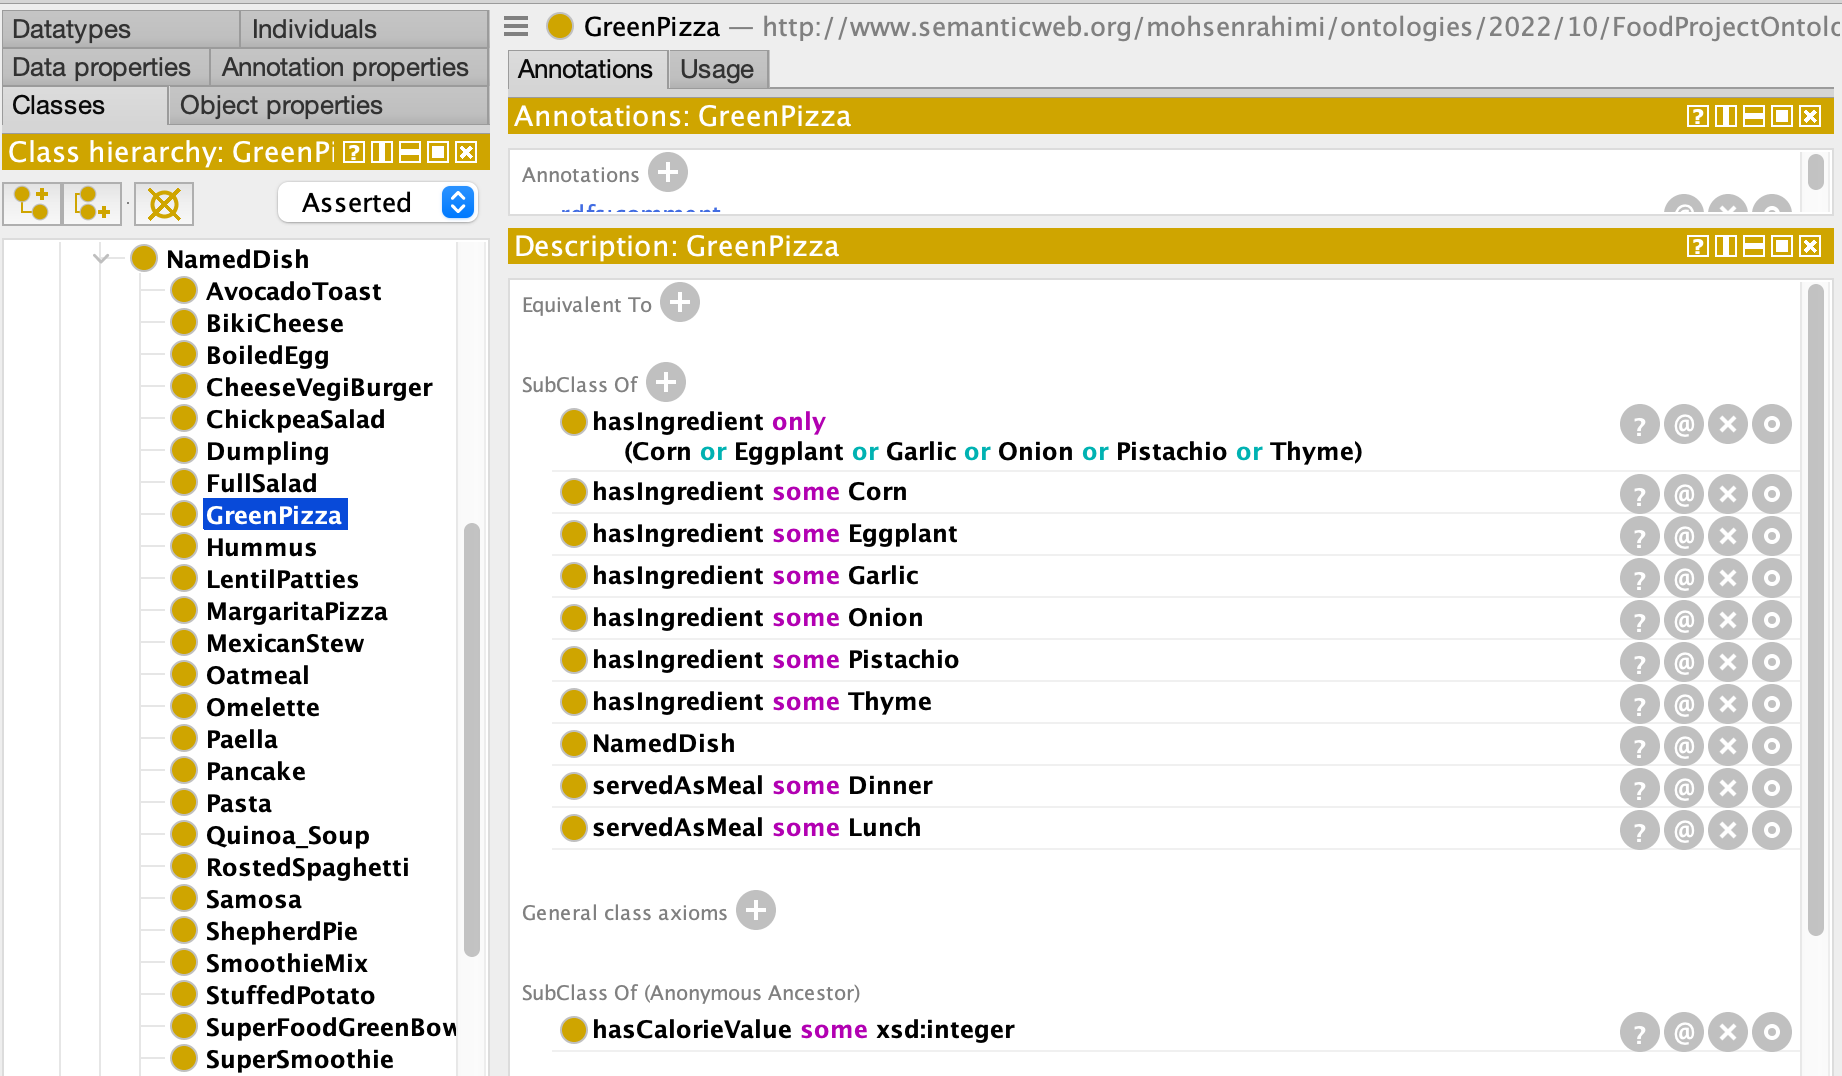 Datatypes
Individuals
Data properties
Annotation properties
Classes
Object properties
Class hierarchy: GreenPi
Asserted
NamedDish
AvocadoToast
BikiCheese
BoiledEgg
CheeseVegiBurger
ChickpeaSalad
Dumpling
FullSalad
GreenPizza
Hummus
LentilPatties
MargaritaPizza
MexicanStew
Oatmeal
Omelette
Paella
Pancake
Pasta
Quinoa_Soup
RostedSpaghetti
Samosa
ShepherdPie
SmoothieMix
StuffedPotato
SuperFoodGreenBow
SuperSmoothie
GreenPizza — http://www.semanticweb.org/mohsenrahimi/ontologies/2022/10/FoodProjectOntolo
Annotations
Usage
Annotations: GreenPizza
Annotations
rdfs:comment
Description: GreenPizza
Equivalent To
SubClass Of
hasIngredient only
(Corn or Eggplant or Garlic or Onion or Pistachio or Thyme)
hasIngredient some Corn
hasIngredient some Eggplant
hasIngredient some Garlic
hasIngredient some Onion
hasIngredient some Pistachio
hasIngredient some Thyme
NamedDish
servedAsMeal some Dinner
servedAsMeal some Lunch
General class axioms
SubClass Of (Anonymous Ancestor)
hasCalorieValue some xsd:integer